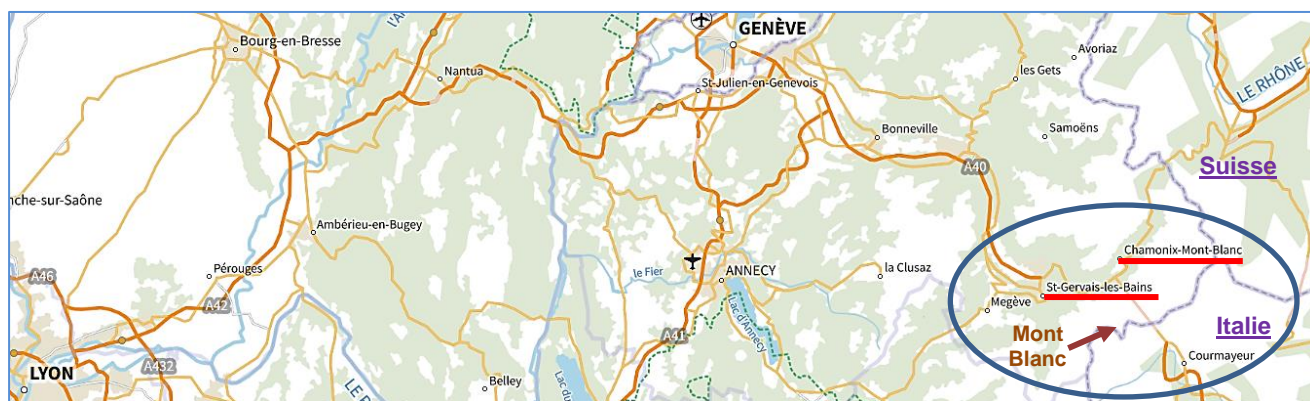 GENÈVE
Bourg-en-Bresse
Avoriaz
Nantua
les Gets
St-Julien-en-Genevois
LE RHÔNE
Bonneville
Samoëns
A40
Suisse
nche-sur-Saône
Ambérieu-en-Bugey
Chamonix-Mont-Blanc
A46
Pérouges
le Fier
ANNECY
la Clusaz
St-Gervais-les-Bains
A42
Megève
Lac d'Annecy
Mont
Blanc
Italie
A41
A432
LYON
Courmayeur
Belley
Lac du